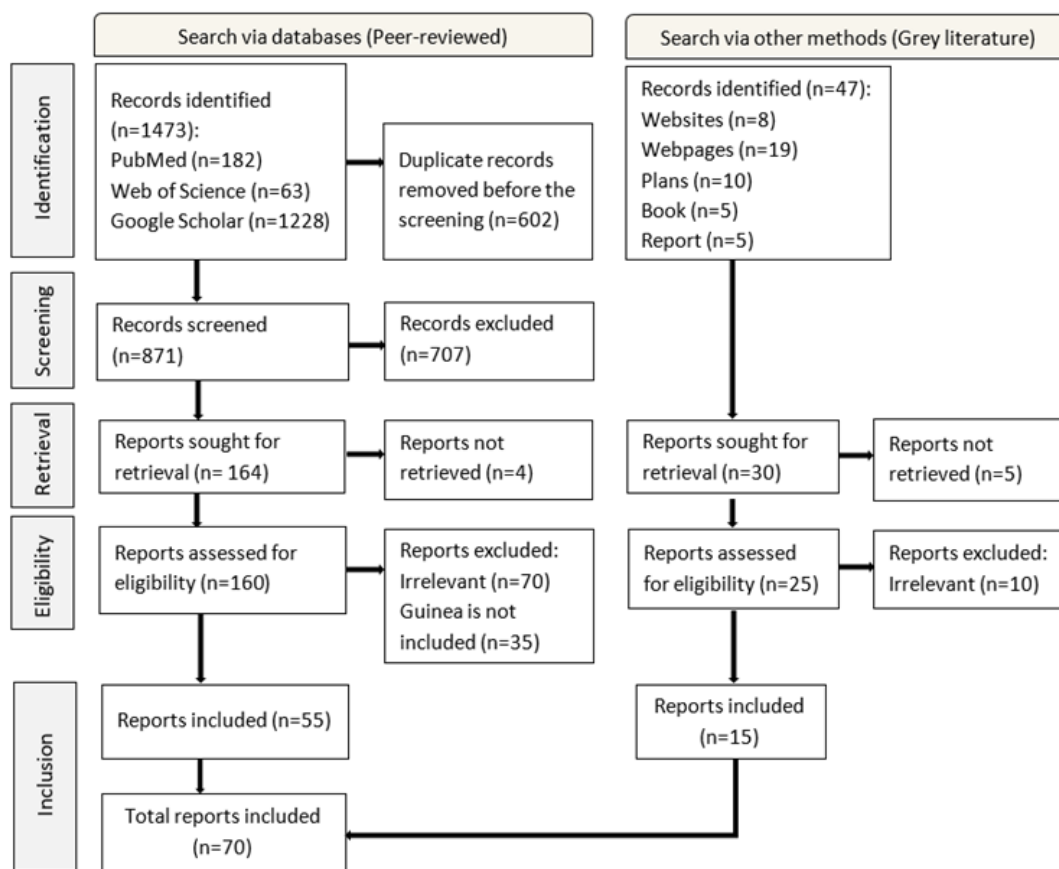 Search via databases (Peer-reviewed)
Search via other methods (Grey literature)
Identification
Records identified
(n=1473):
PubMed (n=182)
Web of Science (n=63)
Google Scholar (n=1228)
Duplicate records
removed before the
screening (n=602)
Records identified (n=47):
Websites (n=8)
Webpages (n=19)
Plans (n=10)
Book (n=5)
Report (n=5)
Screening
Records screened
(n=871)
Records excluded
(n=707)
Retrieval
Reports sought for
retrieval (n= 164)
Reports not
retrieved (n=4)
Reports sought for
retrieval (n=30)
Reports not
retrieved (n=5)
Eligibility
Reports assessed for
eligibility (n=160)
Reports excluded:
Irrelevant (n=70)
Guinea is not
included (n=35)
Reports assessed
for eligibility (n=25)
Reports excluded:
Irrelevant (n=10)
Inclusion
Reports included (n=55)
Reports included
(n=15)
Total reports included
(n=70)